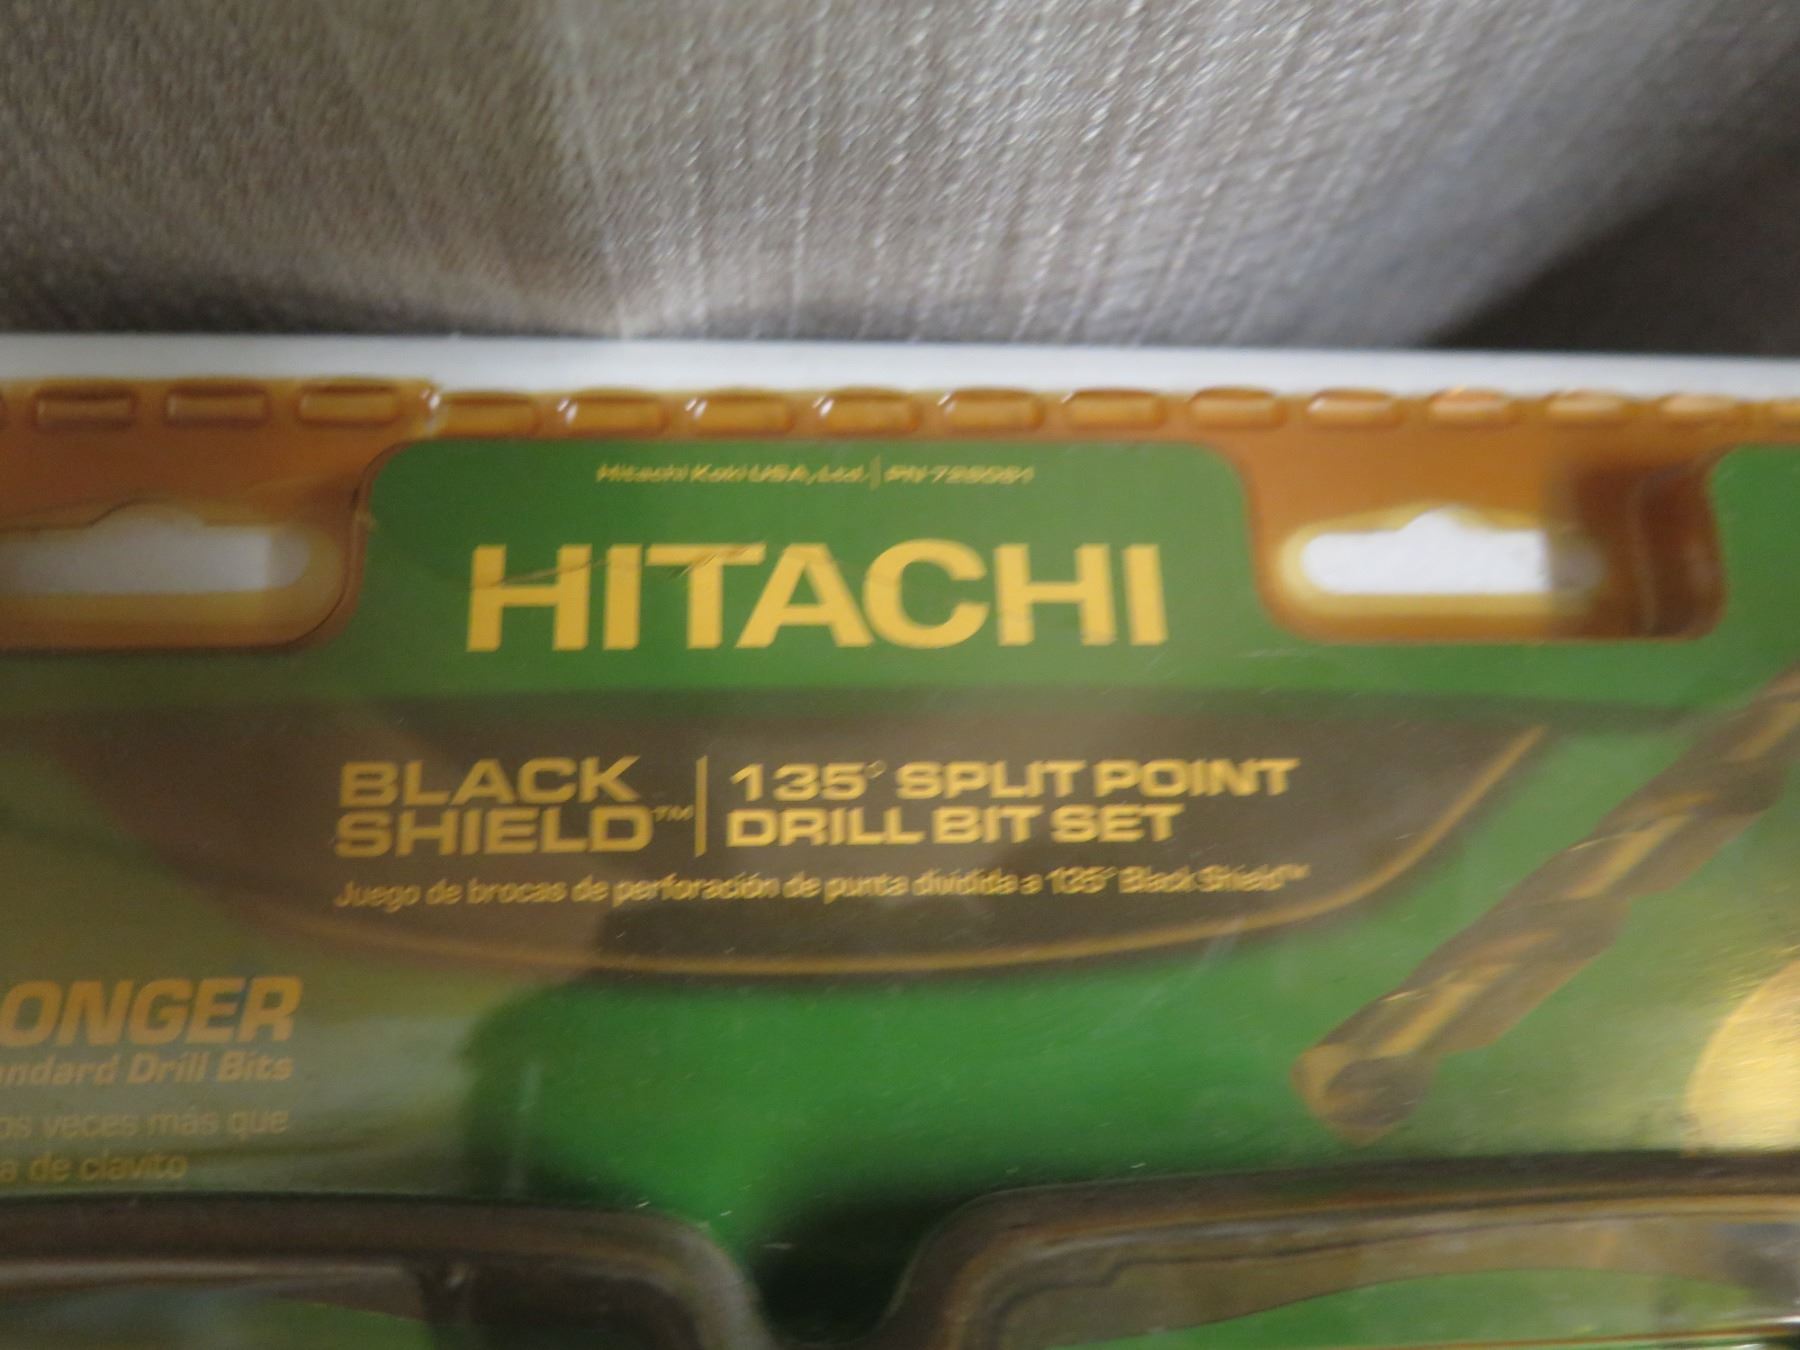 Hitachi Koki USA, Ltd. | PN
HITACHI
BLACK SHIELD™ | 135° SPLIT POINT DRILL BIT SET
Juego de brocas de perforación de punta dividida a 135° Black Shield™
ONGER
ndard Drill Bits
os veces más que
a de clavito